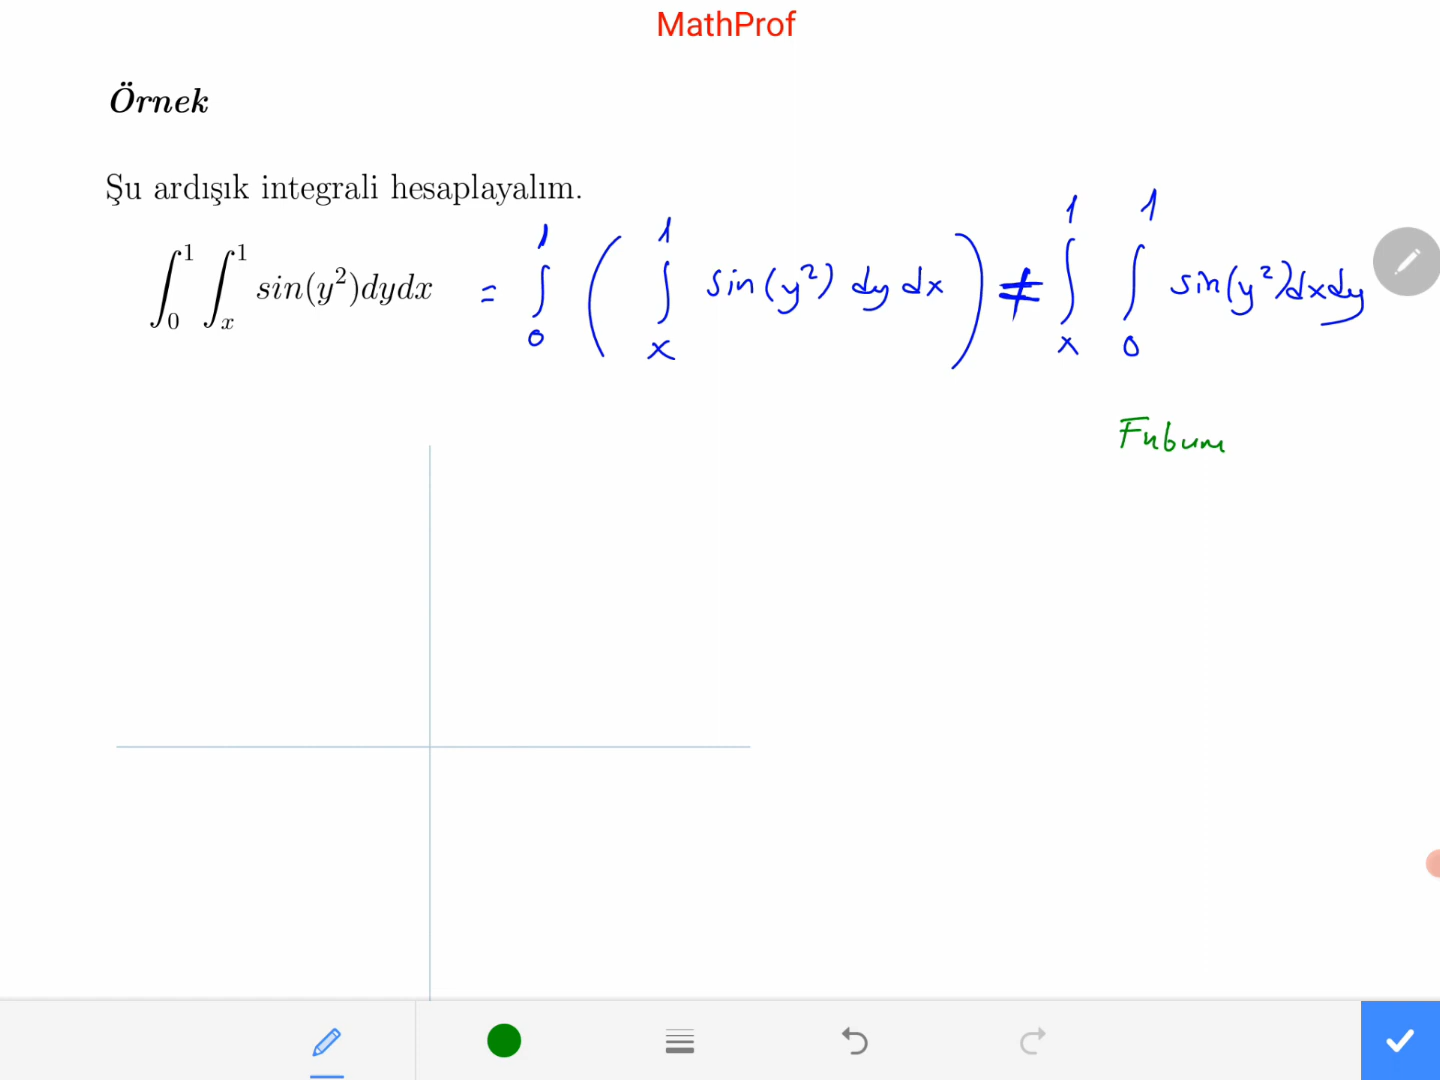 MathProf
Örnek
Şu ardışık integrali hesaplayalım.
∫₀¹ ∫ₓ¹ sin(y²)dydx = ∫₀¹ ( ∫ₓ¹ sin(y²) dy dx ) ≠ ∫ₓ¹ ∫₀¹ sin(y²)dxdy